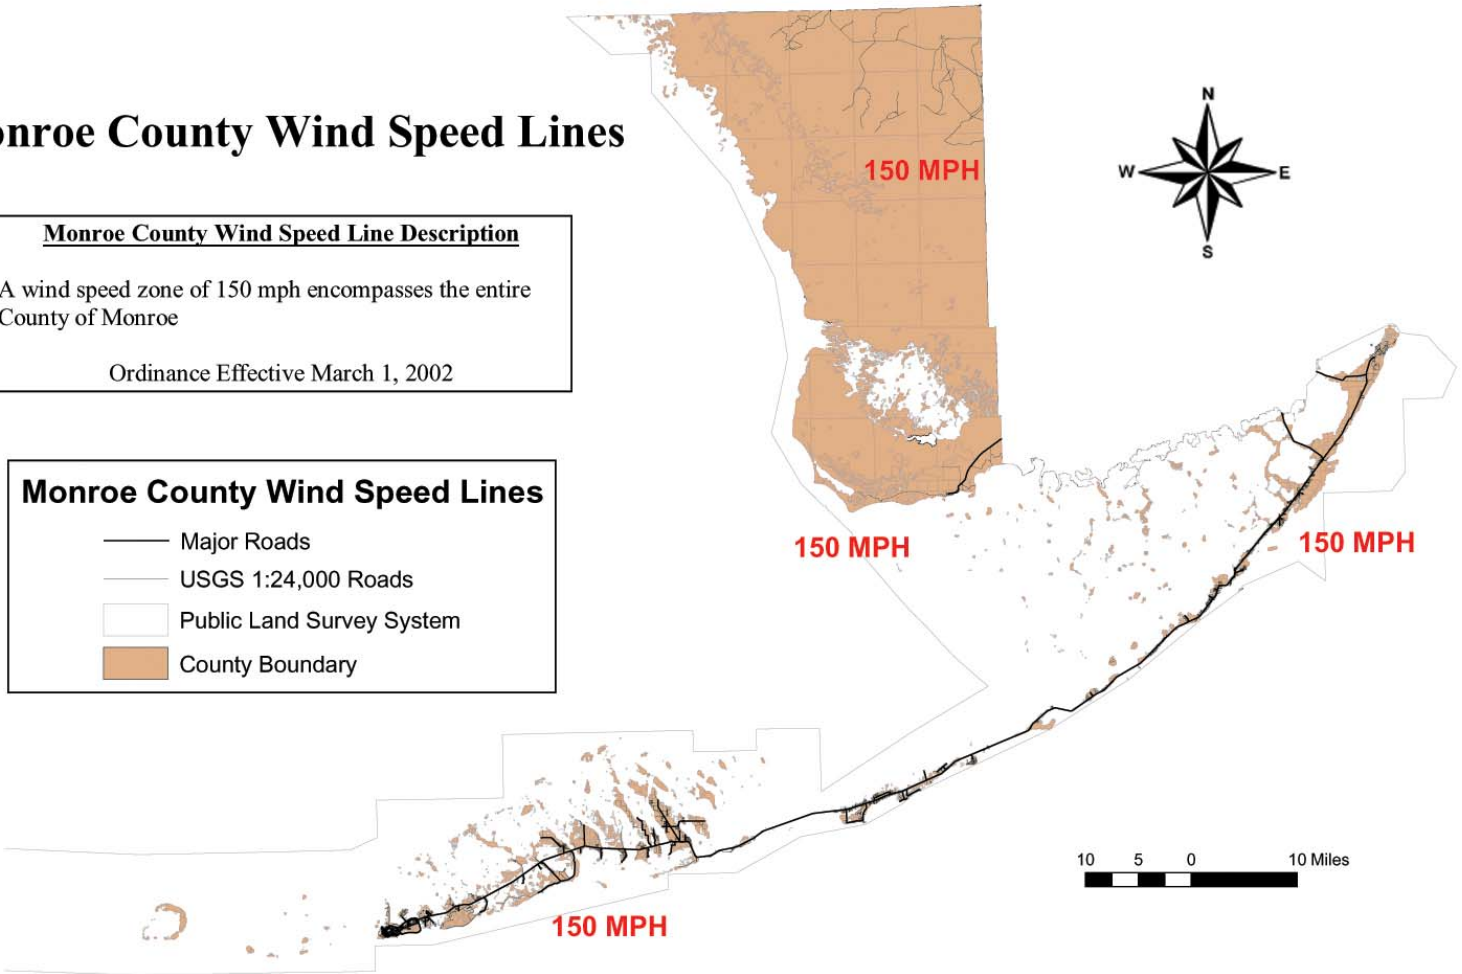 onroe County Wind Speed Lines
Monroe County Wind Speed Line Description
A wind speed zone of 150 mph encompasses the entire
County of Monroe
Ordinance Effective March 1, 2002
Monroe County Wind Speed Lines
Major Roads
USGS 1:24,000 Roads
Public Land Survey System
County Boundary
150 MPH
N
W
E
S
150 MPH
150 MPH
150 MPH
10 5 0 10 Miles